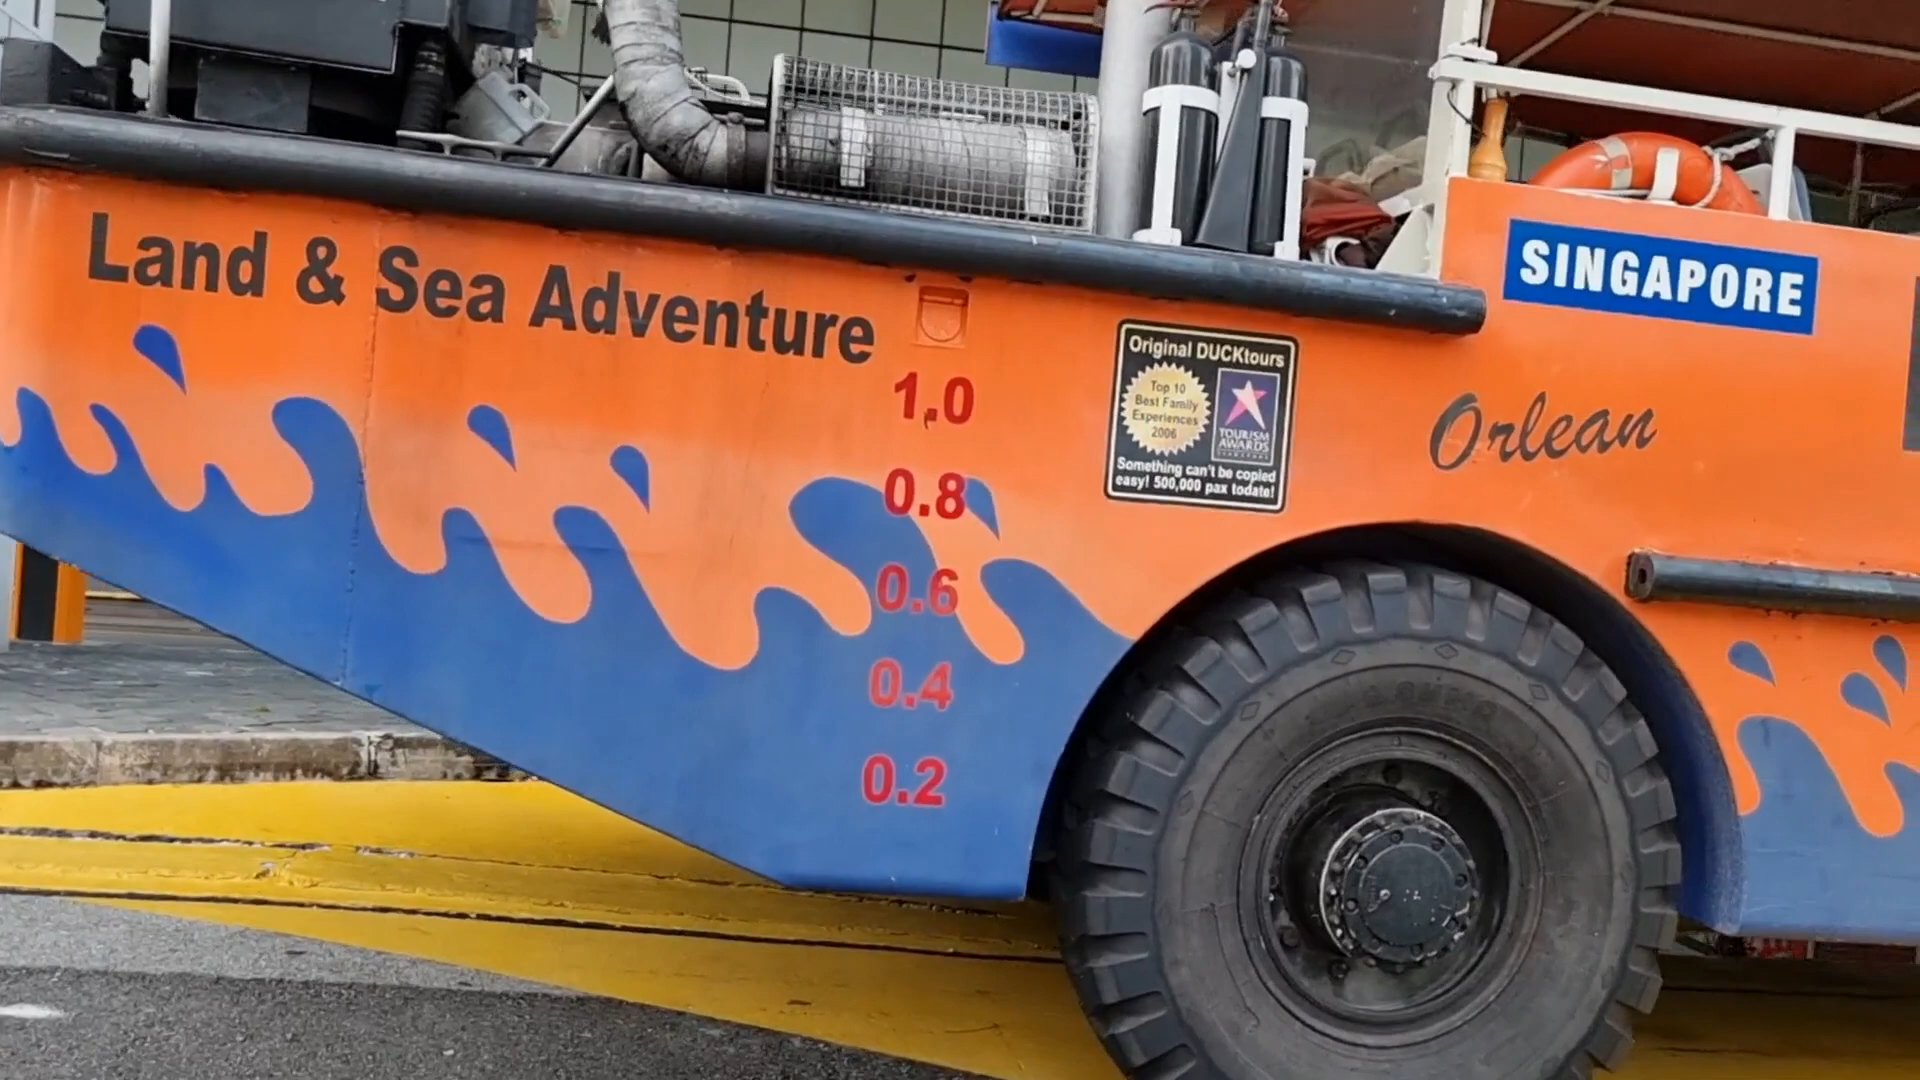 Land & Sea Adventure
1.0
0.8
0.6
0.4
0.2
Original DUCKtours
Top 10
Best Family
Experiences
2006
TOURISM
AWARDS
Something can't be copied
easy! 500,000 pax todate!
SINGAPORE
Orlean